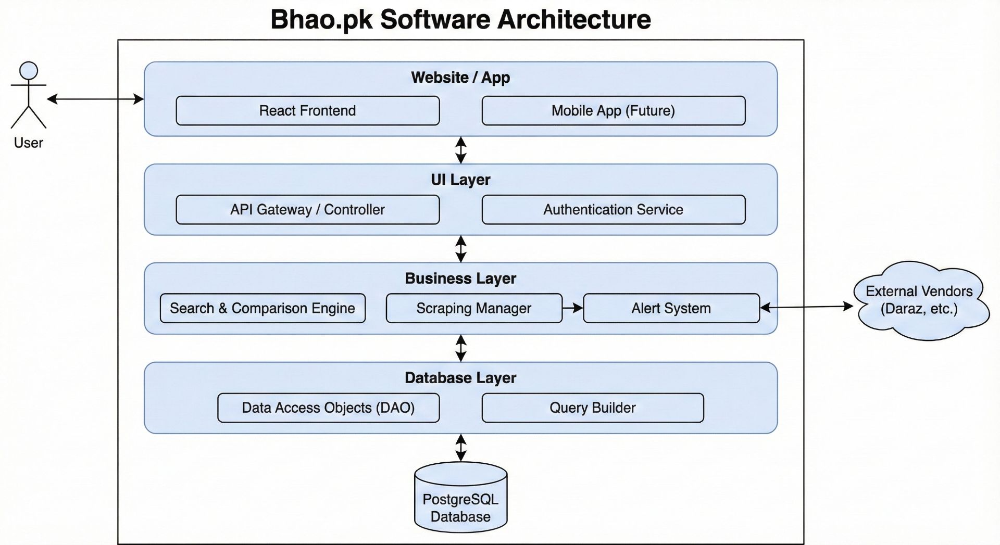 Bhao.pk Software Architecture
User
Website / App
React Frontend
Mobile App (Future)
UI Layer
API Gateway / Controller
Authentication Service
Business Layer
Search & Comparison Engine
Scraping Manager
Alert System
External Vendors
(Daraz, etc.)
Database Layer
Data Access Objects (DAO)
Query Builder
PostgreSQL
Database